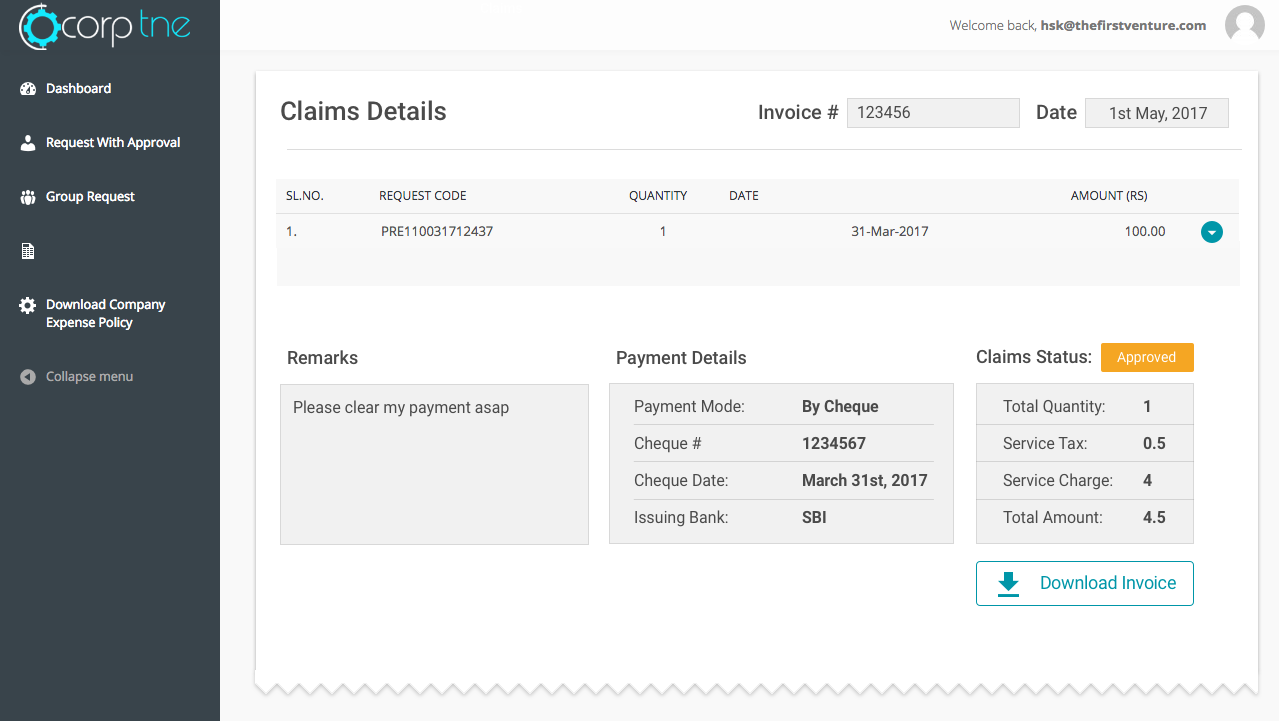 corp tne
Welcome back, hsk@thefirstventure.com
Dashboard
Request With Approval
Group Request
Download Company
Expense Policy
Collapse menu
Claims Details
Invoice # 123456 Date 1st May, 2017
SL.NO. REQUEST CODE QUANTITY DATE AMOUNT (RS)
1. PRE110031712437 1 31-Mar-2017 100.00
Remarks
Please clear my payment asap
Payment Details
Payment Mode: By Cheque
Cheque # 1234567
Cheque Date: March 31st, 2017
Issuing Bank: SBI
Claims Status: Approved
Total Quantity: 1
Service Tax: 0.5
Service Charge: 4
Total Amount: 4.5
Download Invoice